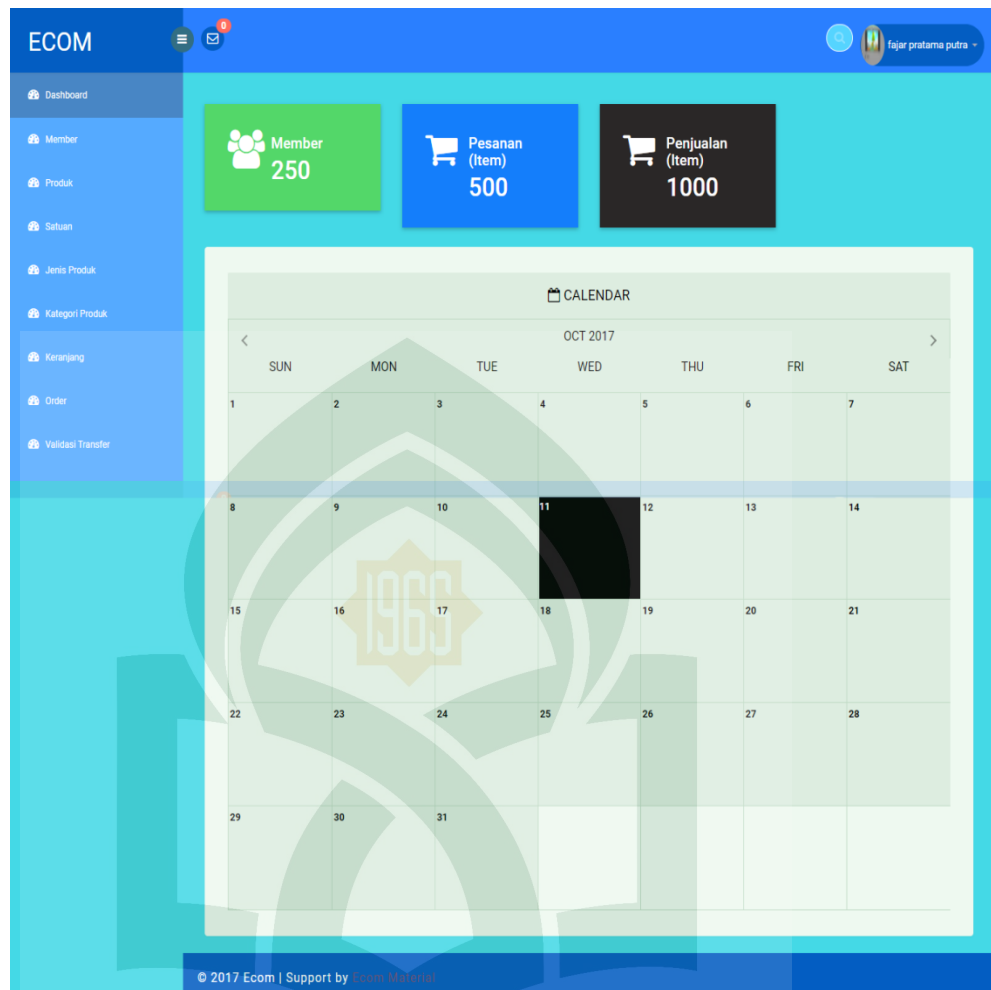 ECOM
0
fajar pratama putra
Dashboard
Member
Produk
Satuan
Jenis Produk
Kategori Produk
Keranjang
Order
Validasi Transfer
Member
250
Pesanan
(Item)
500
Penjualan
(Item)
1000
CALENDAR
OCT 2017
SUN MON TUE WED THU FRI SAT
1 2 3 4 5 6 7
8 9 10 11 12 13 14
15 16 17 18 19 20 21
22 23 24 25 26 27 28
29 30 31
1965
© 2017 Ecom | Support by Ecom Material